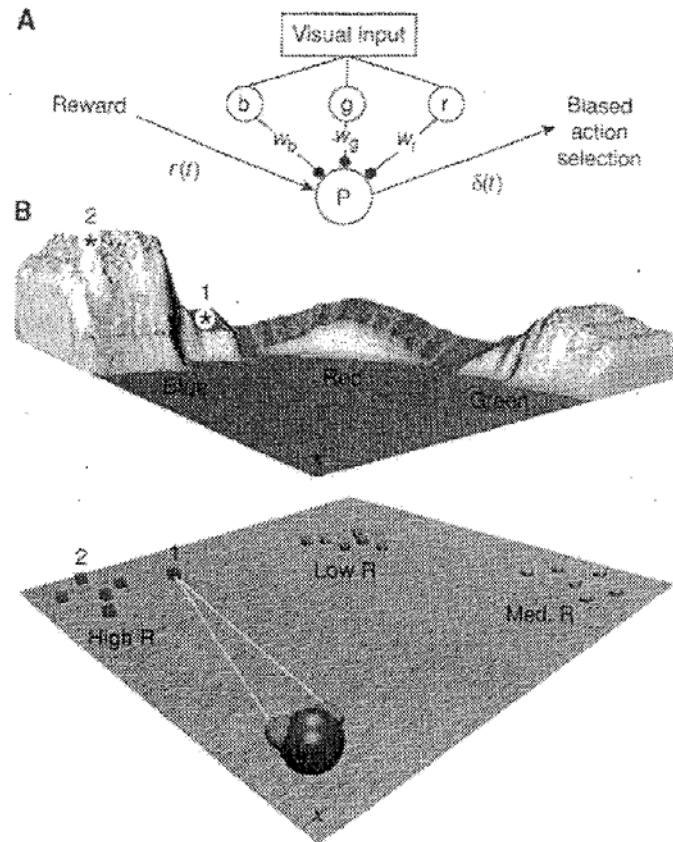 A
Visual input
b g r
Reward
Biased
action
selection
w_b w_g w_r
r(t)
P
δ(t)
B
2
1
Blue
Red
Green
x
2
1
Low R
Med. R
High R
x